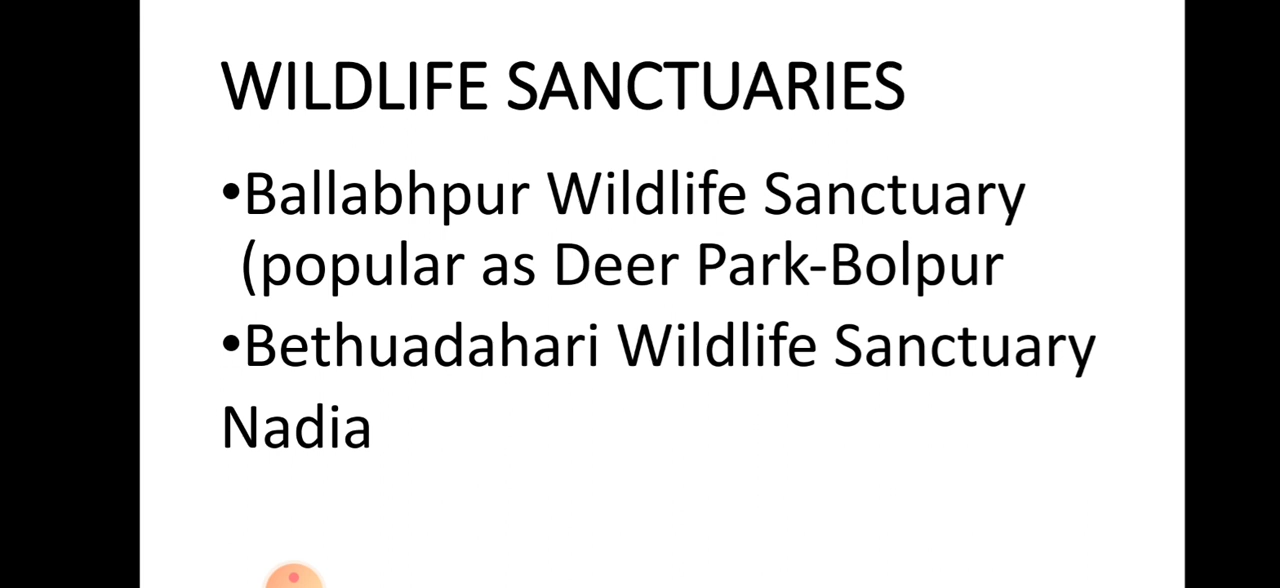 WILDLIFE SANCTUARIES
•Ballabhpur Wildlife Sanctuary
(popular as Deer Park-Bolpur
•Bethuadahari Wildlife Sanctuary
Nadia